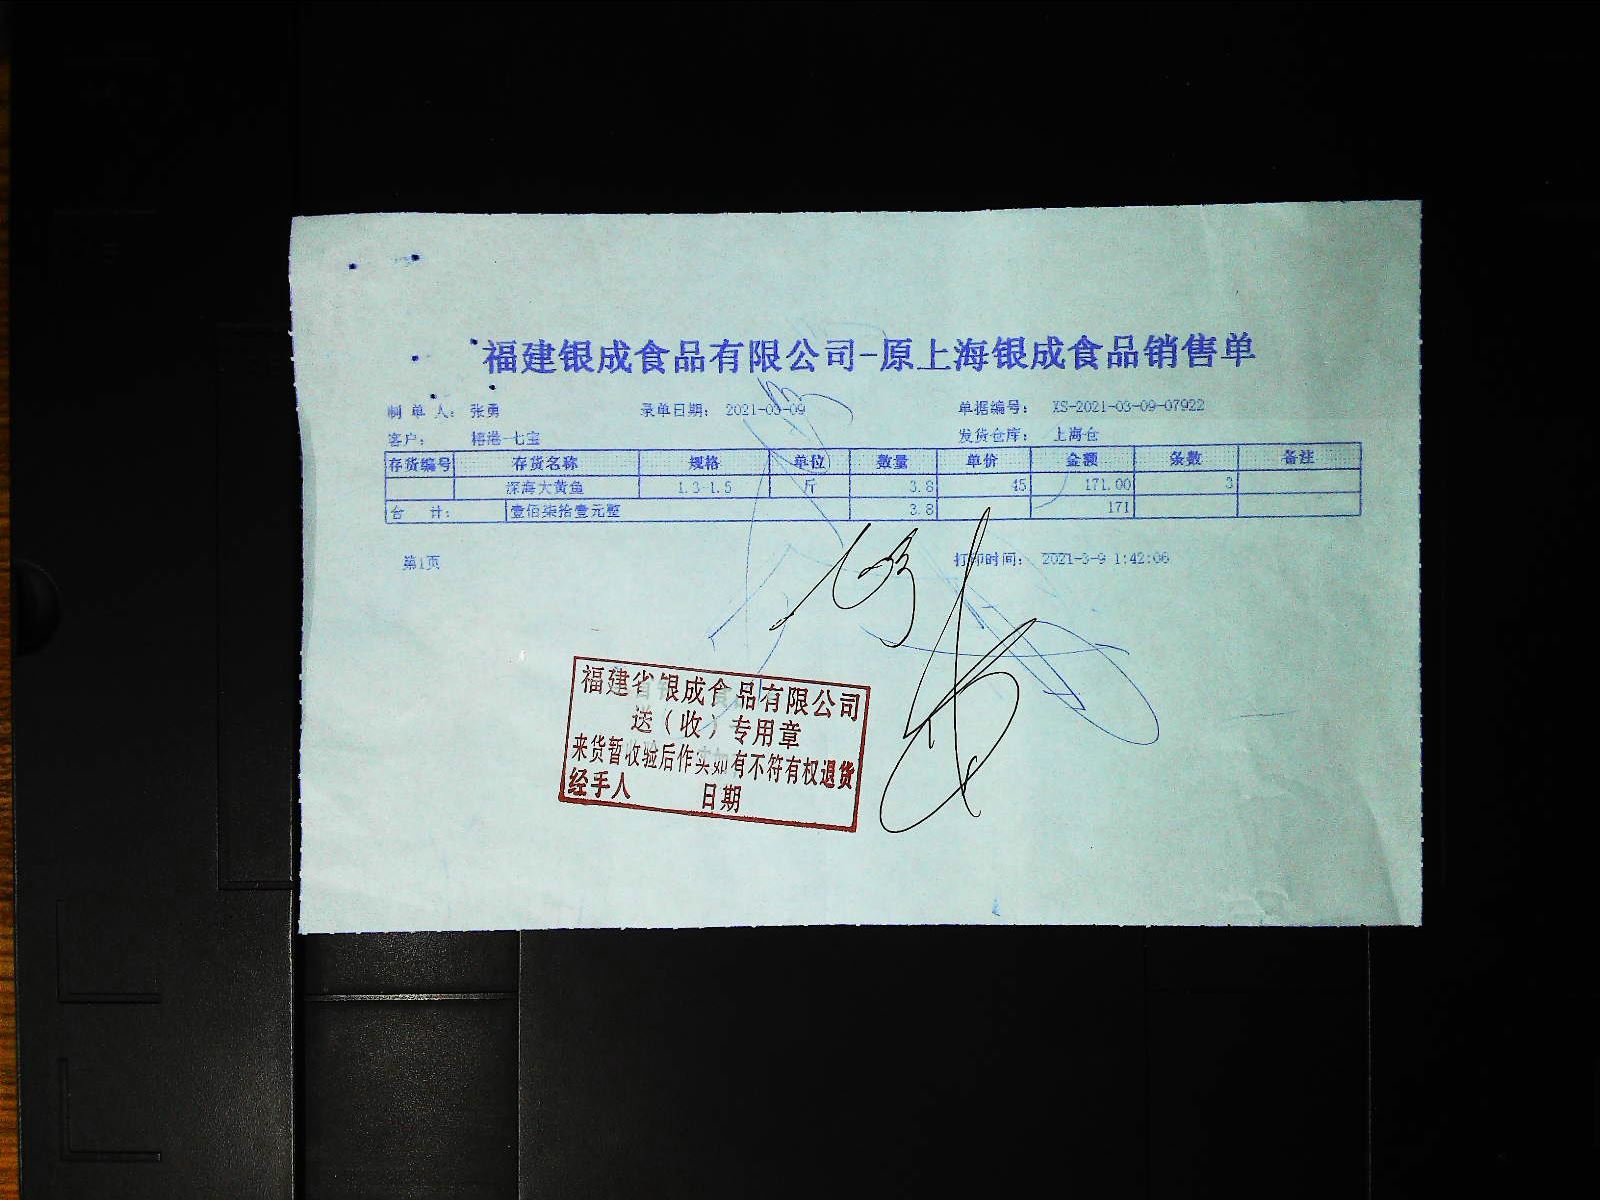 福建银成食品有限公司-原上海银成食品销售单
制 单 人： 张勇 录单日期： 2021-03-09 单据编号： XS-2021-03-09-07922
客户： 榕港-七宝 发货仓库： 上海仓
存货编号 存货名称 规格 单位 数量 单价 金额 条数 备注
深海大黄鱼 1.3-1.5 斤 3.8 45 171.00 3
合 计： 壹佰柒拾壹元整 3.8 171
第1页 打印时间： 2021-3-9 1:42:06
福建省银成食品有限公司
送（收）专用章
来货暂收验后作实如有不符有权退货
经手人 日期